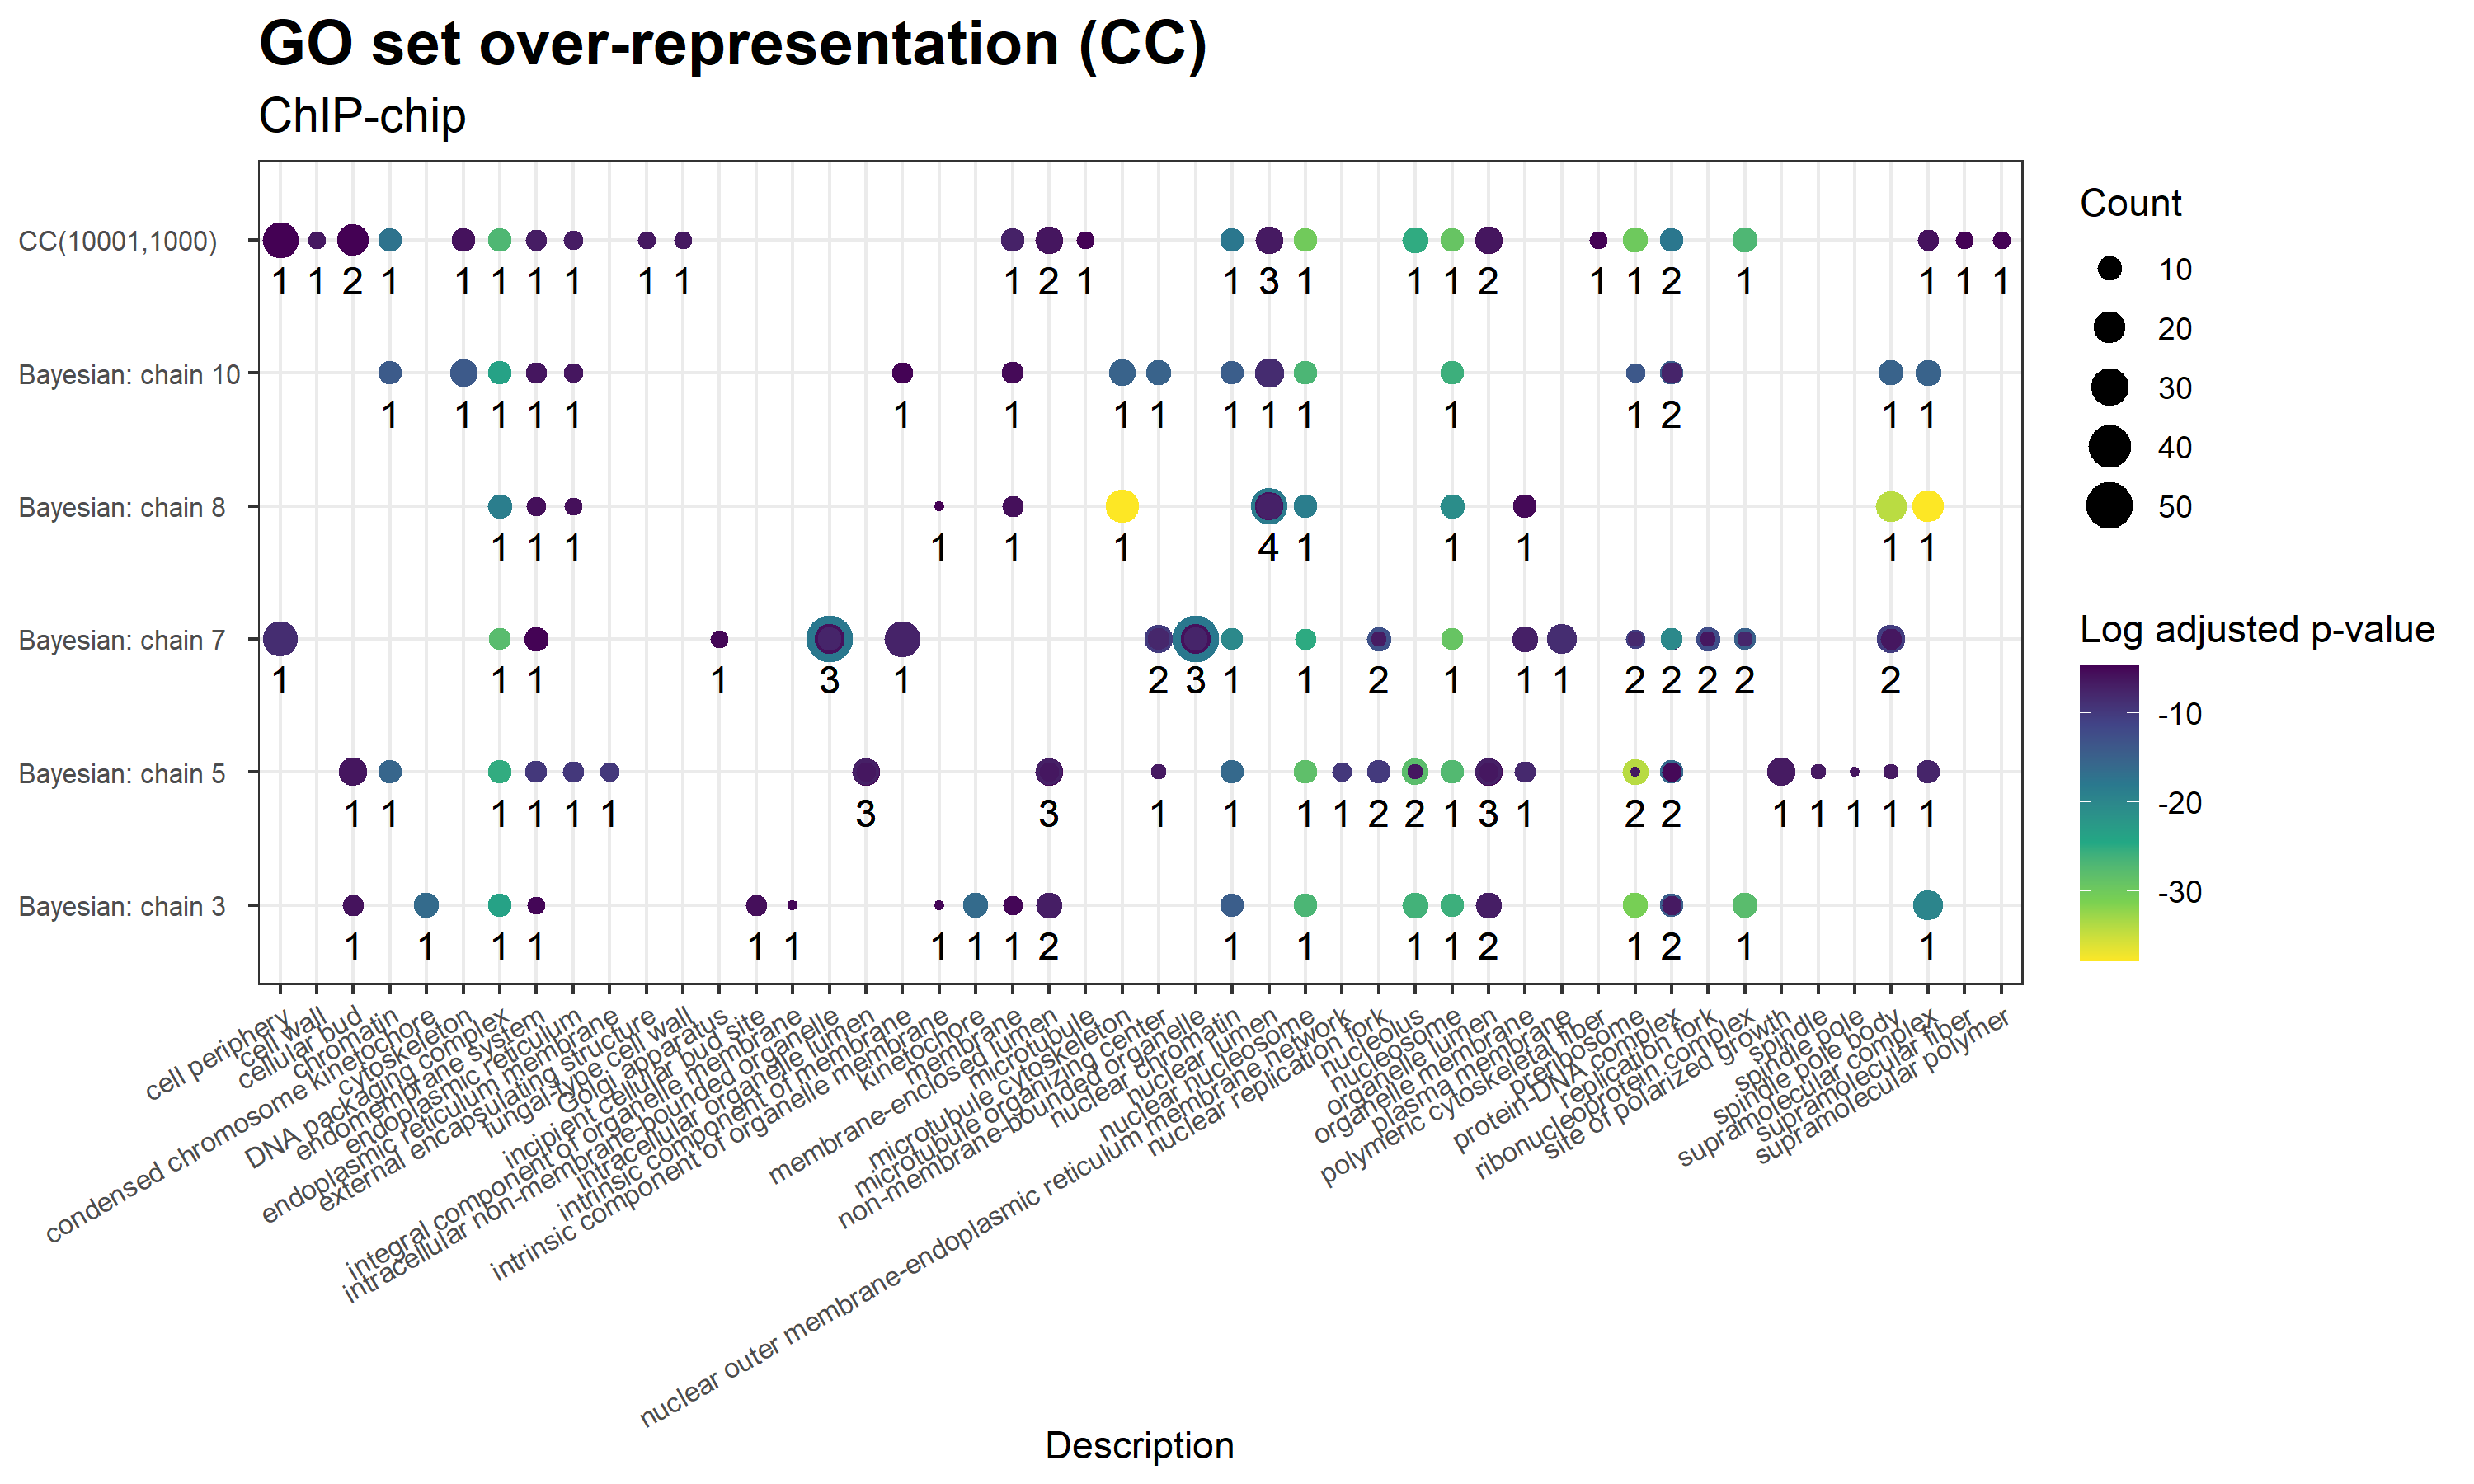 GO set over-representation (CC)
ChIP-chip
CC(10001,1000)
1 1 2 1 1 1 1 1 1 1 1 2 1 1 3 1 1 1 2 1 1 2 1 1 1 1
Bayesian: chain 10
1 1 1 1 1 1 1 1 1 1 1 1 1 1 2 1 1
Bayesian: chain 8
1 1 1 1 1 1 4 1 1 1 1 1
Bayesian: chain 7
1 1 1 1 3 1 2 3 1 1 2 1 1 1 2 2 2 2 2
Bayesian: chain 5
1 1 1 1 1 1 3 3 1 1 1 1 2 2 1 3 1 2 2 1 1 1 1 1
Bayesian: chain 3
1 1 1 1 1 1 1 1 1 2 1 1 1 1 2 1 2 1 1
cell periphery
cell wall
cellular bud
chromatin
condensed chromosome kinetochore
cytoskeleton
DNA packaging complex
endomembrane system
endoplasmic reticulum
endoplasmic reticulum membrane
external encapsulating structure
fungal-type cell wall
Golgi apparatus
incipient cellular bud site
integral component of organelle membrane
intracellular non-membrane-bounded organelle
intracellular organelle lumen
intrinsic component of membrane
intrinsic component of organelle membrane
kinetochore
membrane
membrane-enclosed lumen
microtubule
microtubule cytoskeleton
microtubule organizing center
non-membrane-bounded organelle
nuclear chromatin
nuclear lumen
nuclear nucleosome
nuclear outer membrane-endoplasmic reticulum membrane network
nuclear replication fork
nucleolus
nucleosome
organelle lumen
organelle membrane
plasma membrane
polymeric cytoskeletal fiber
preribosome
protein-DNA complex
replication fork
ribonucleoprotein complex
site of polarized growth
spindle
spindle pole
spindle pole body
supramolecular complex
supramolecular fiber
supramolecular polymer
Description
Count
10
20
30
40
50
Log adjusted p-value
-10
-20
-30